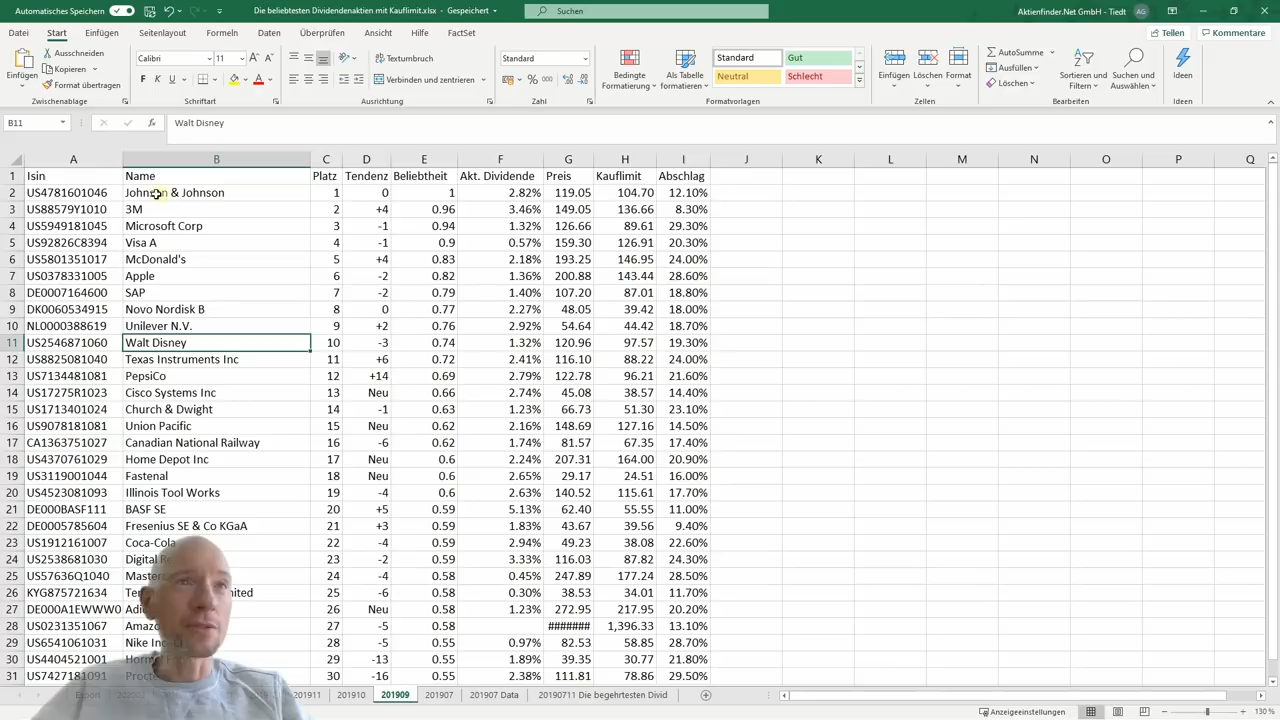 Automatisches Speichern
Die beliebtesten Dividendenaktien mit Kauflimit.xlsx - Gespeichert
Suchen
Aktienfinder.Net GmbH - Tiedt AG
Datei Start Einfügen Seitenlayout Formeln Daten Überprüfen Ansicht Hilfe FactSet Teilen Kommentare
Einfügen
Ausschneiden
Kopieren
Format übertragen
Zwischenablage
Calibri 11
F K U
Schriftart
Textumbruch
Verbinden und zentrieren
Ausrichtung
Standard
Zahl
Bedingte Formatierung
Als Tabelle formatieren
Standard Gut
Neutral Schlecht
Formatvorlagen
Einfügen Löschen Format
Zellen
AutoSumme
Ausfüllen
Löschen
Sortieren und Filtern
Suchen und Auswählen
Bearbeiten
Ideen
Ideen
B11 Walt Disney
A B C D E F G H I J K L M N O P Q
1 Isin Name Platz Tendenz Beliebtheit Akt. Dividende Preis Kauflimit Abschlag
2 US4781601046 Johnson & Johnson 1 0 1 2.82% 119.05 104.70 12.10%
3 US88579Y1010 3M 2 +4 0.96 3.46% 149.05 136.66 8.30%
4 US5949181045 Microsoft Corp 3 -1 0.94 1.32% 126.66 89.61 29.30%
5 US92826C8394 Visa A 4 -1 0.9 0.57% 159.30 126.91 20.30%
6 US5801351017 McDonald's 5 +4 0.83 2.18% 193.25 146.95 24.00%
7 US0378331005 Apple 6 -2 0.82 1.36% 200.88 143.44 28.60%
8 DE0007164600 SAP 7 -2 0.79 1.40% 107.20 87.01 18.80%
9 DK0060534915 Novo Nordisk B 8 0 0.77 2.27% 48.05 39.42 18.00%
10 NL0000388619 Unilever N.V. 9 +2 0.76 2.92% 54.64 44.42 18.70%
11 US2546871060 Walt Disney 10 -3 0.74 1.32% 120.96 97.57 19.30%
12 US8825081040 Texas Instruments Inc 11 +6 0.72 2.41% 116.10 88.22 24.00%
13 US7134481081 PepsiCo 12 +14 0.69 2.79% 122.78 96.21 21.60%
14 US17275R1023 Cisco Systems Inc 13 Neu 0.66 2.74% 45.08 38.57 14.40%
15 US1713401024 Church & Dwight 14 -1 0.63 1.23% 66.73 51.30 23.10%
16 US9078181081 Union Pacific 15 Neu 0.62 2.16% 148.69 127.16 14.50%
17 CA1363751027 Canadian National Railway 16 -6 0.62 1.74% 81.57 67.35 17.40%
18 US4370761029 Home Depot Inc 17 Neu 0.6 2.24% 207.31 164.00 20.90%
19 US3119001044 Fastenal 18 Neu 0.6 2.65% 29.17 24.51 16.00%
20 US4523081093 Illinois Tool Works 19 -4 0.6 2.63% 140.52 115.61 17.70%
21 DE000BASF111 BASF SE 20 +5 0.59 5.13% 62.40 55.55 11.00%
22 DE0005785604 Fresenius SE & Co KGaA 21 +3 0.59 1.83% 43.67 39.56 9.40%
23 US1912161007 Coca-Cola 22 -4 0.59 2.94% 49.23 38.08 22.60%
24 US2538681030 Digital 23 -2 0.59 3.33% 116.03 87.82 24.30%
25 US57636Q1040 24 -4 0.58 0.45% 247.89 177.24 28.50%
26 KYG875721634 25 -6 0.58 0.30% 38.53 34.01 11.70%
27 DE000A1EWWW0 26 Neu 0.58 1.23% 272.95 217.95 20.20%
28 US0231351067 27 -5 0.58 ####### 1,396.33 13.10%
29 US6541061031 Nike 28 -5 0.55 0.97% 82.53 58.85 28.70%
30 US4404521001 29 -13 0.55 1.89% 39.35 30.77 21.80%
31 US7427181091 30 -16 0.55 2.38% 111.81 78.86 29.50%
Export 201911 201910 201909 201907 201907 Data 20190711 Die begehrtesten Divid
Anzeigeeinstellungen 130 %